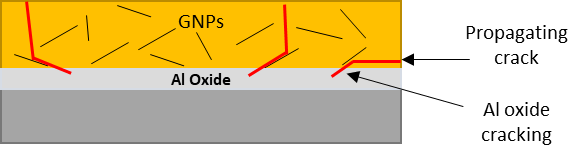 GNPs
Al Oxide
Propagating
crack
Al oxide
cracking